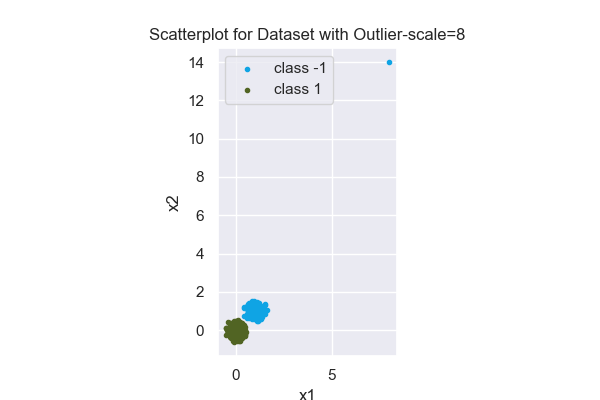 Scatterplot for Dataset with Outlier-scale=8
class -1
class 1
14
12
10
8
6
4
2
0
x2
0 5
x1